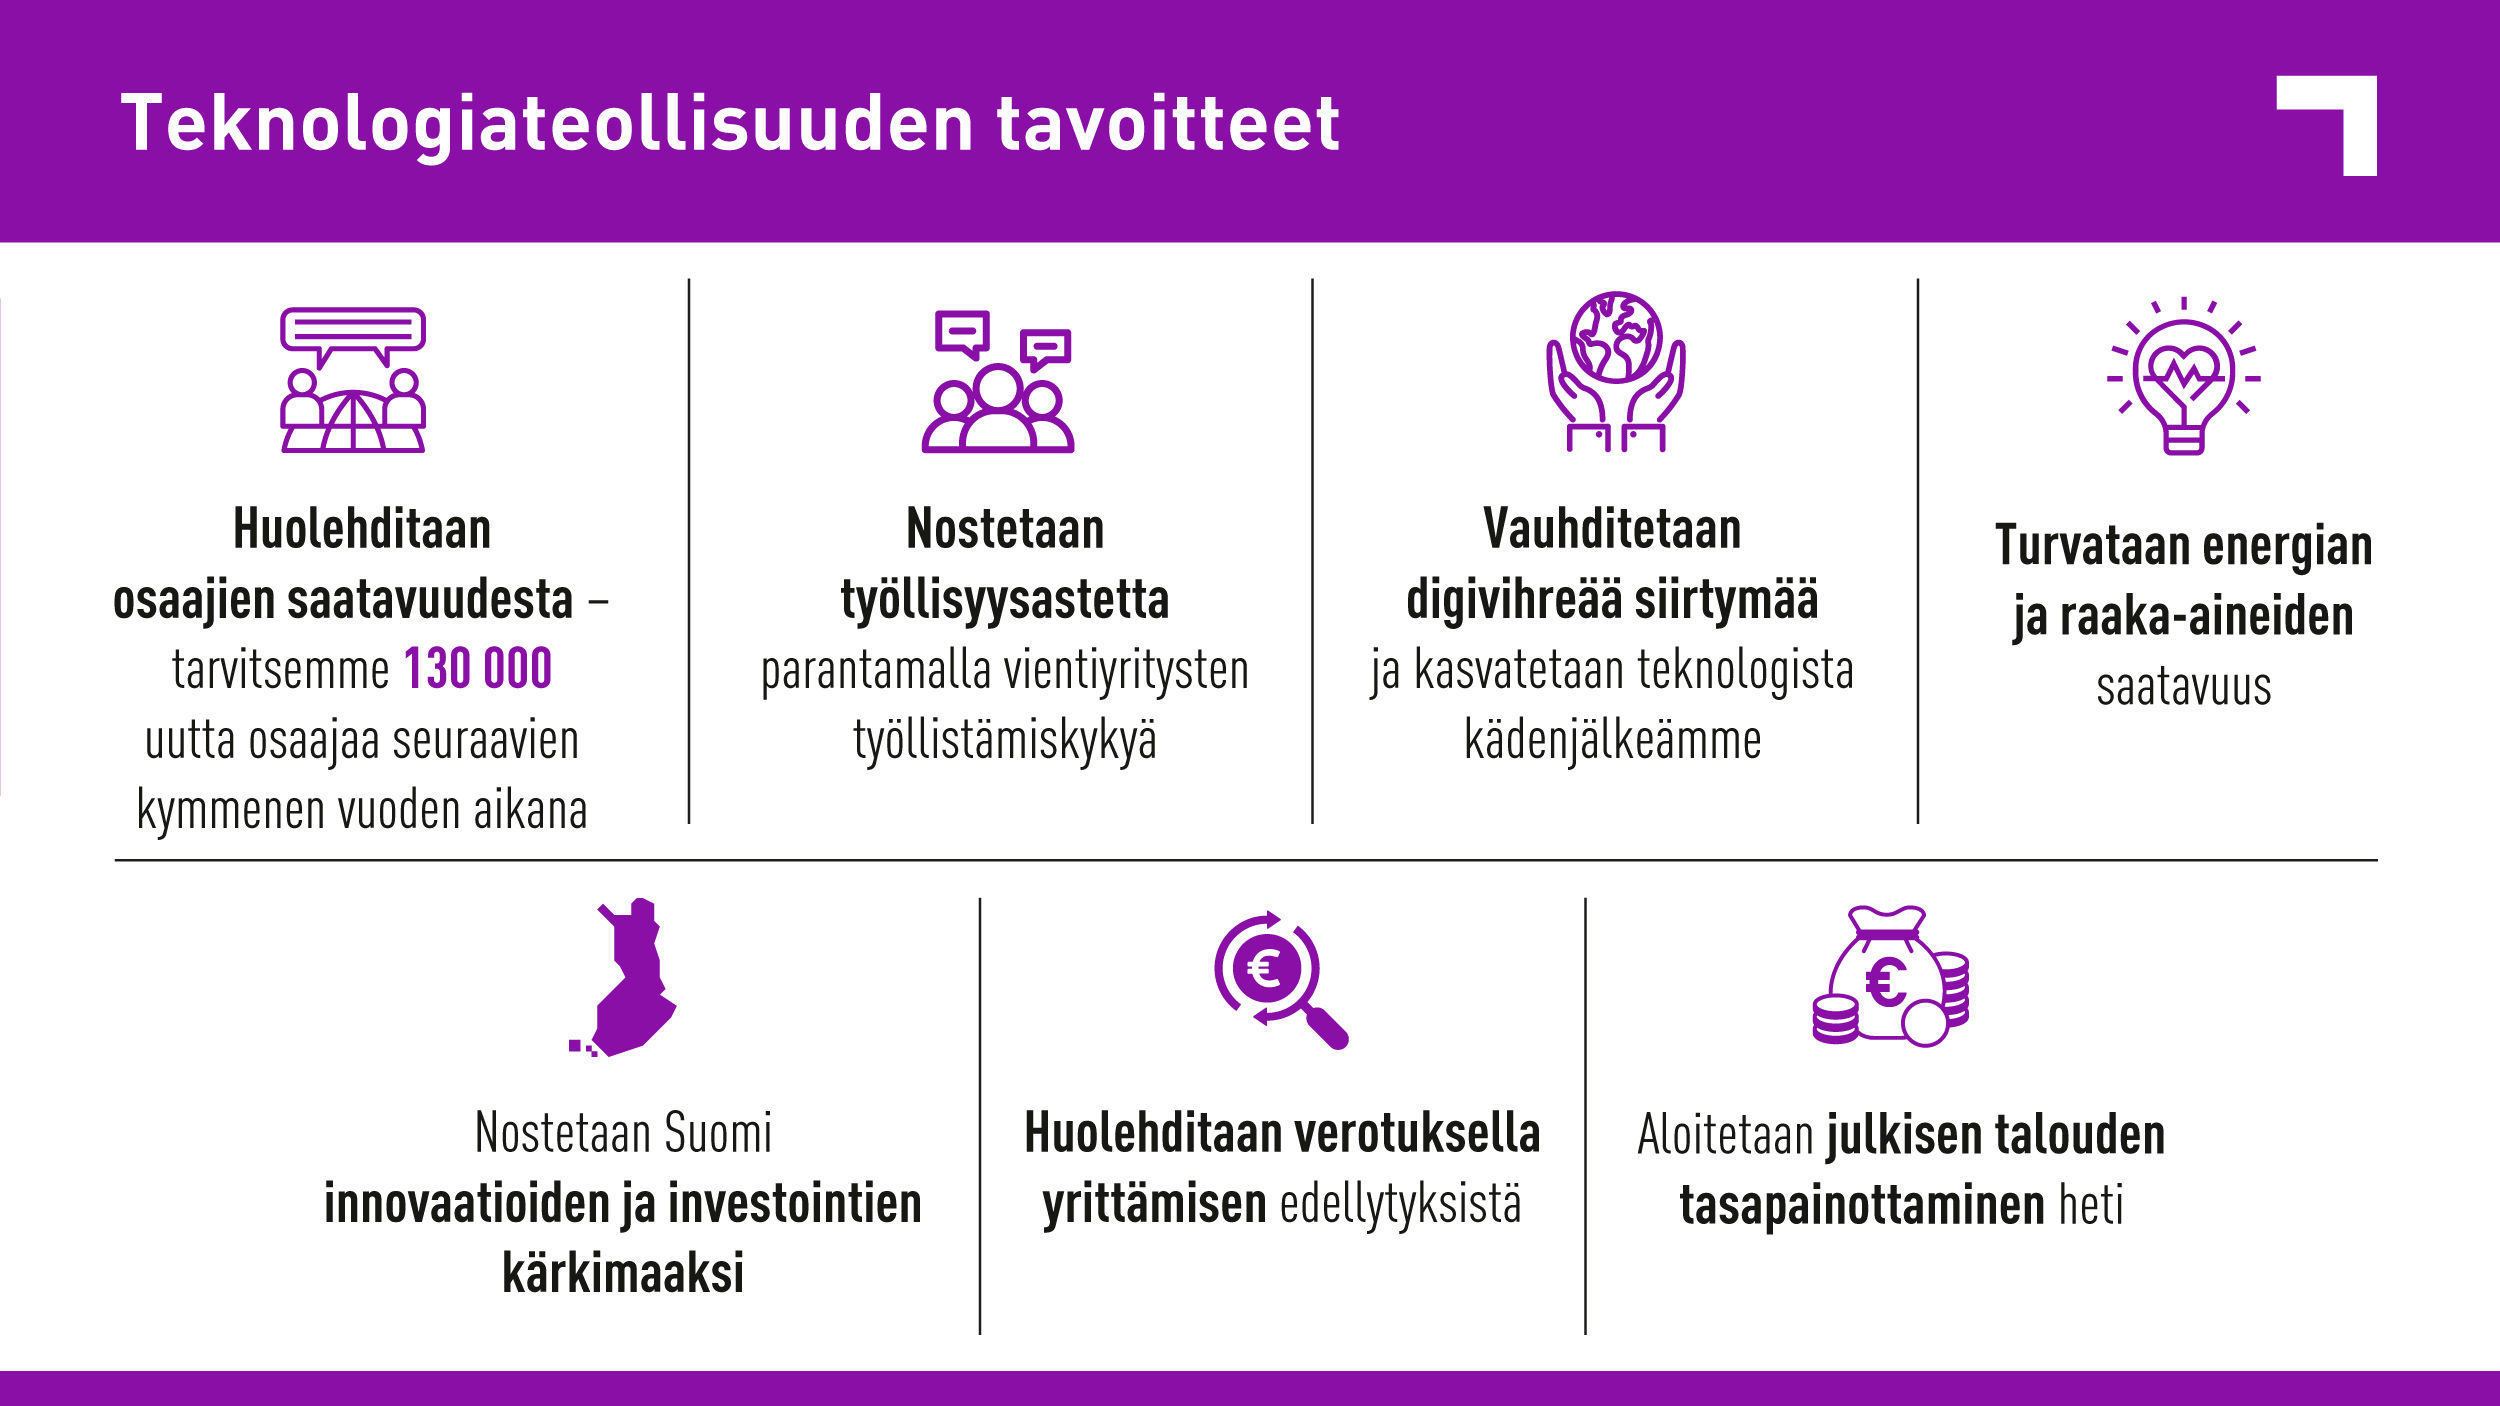 Teknologiateollisuuden tavoitteet
Huolehditaan
osaajien saatavuudesta –
tarvitsemme 130 000
uutta osaajaa seuraavien
kymmenen vuoden aikana
Nostetaan
työllisyysastetta
parantamalla vientiyritysten
työllistämiskykyä
Vauhditetaan
digivihreää siirtymää
ja kasvatetaan teknologista
kädenjälkeämme
Turvataan energian
ja raaka-aineiden
saatavuus
Nostetaan Suomi
innovaatioiden ja investointien
kärkimaaksi
Huolehditaan verotuksella
yrittämisen edellytyksistä
Aloitetaan julkisen talouden
tasapainottaminen heti